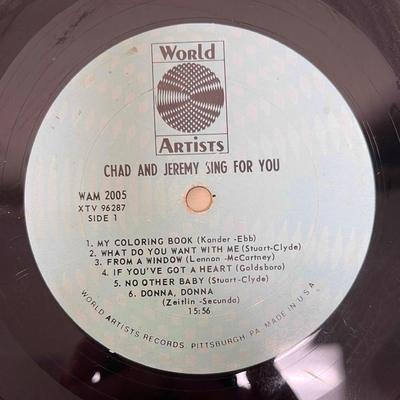 World
Artists
CHAD AND JEREMY SING FOR YOU
WAM 2005
XTV 96287
SIDE 1
1. MY COLORING BOOK (Kander -Ebb)
2. WHAT DO YOU WANT WITH ME (Stuart-Clyde)
3. FROM A WINDOW (Lennon -McCartney)
4. IF YOU'VE GOT A HEART (Goldsboro)
5. NO OTHER BABY (Stuart-Clyde)
6. DONNA, DONNA
(Zeitlin -Secunda)
15:56
WORLD ARTISTS RECORDS. PITTSBURGH PA. MADE IN U.S.A.